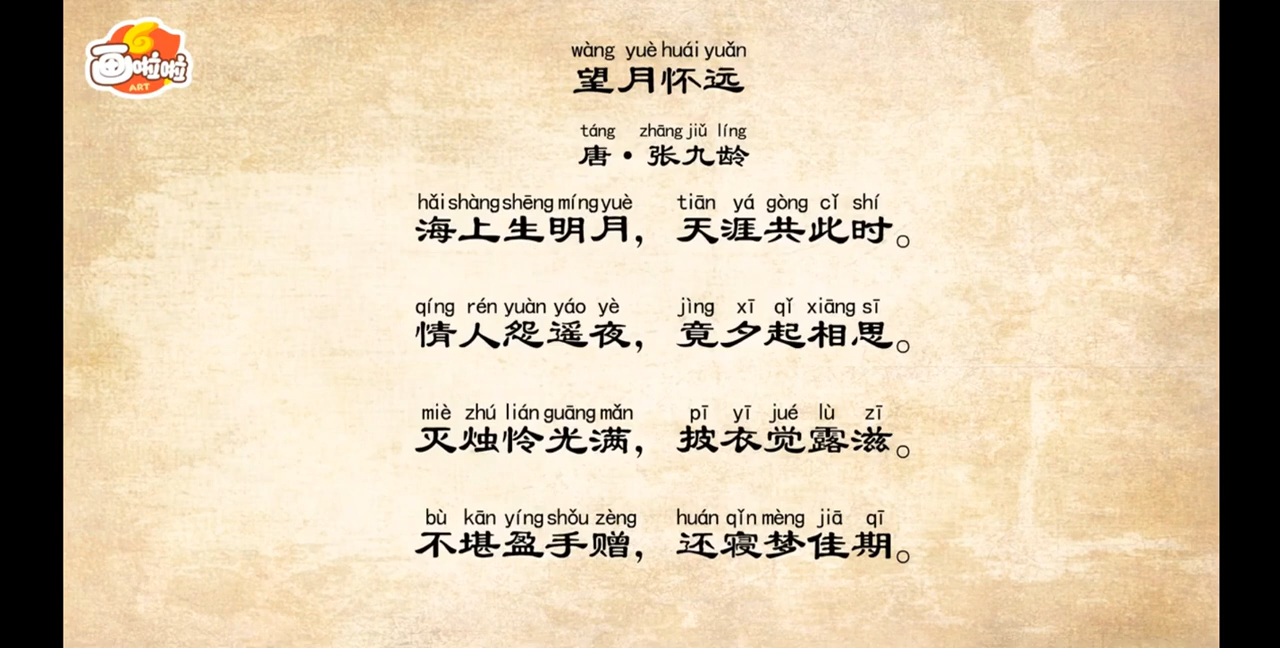 画啦啦
ART
wàng yuè huái yuǎn
望月怀远
táng zhāng jiǔ líng
唐·张九龄
hǎi shàng shēng míng yuè tiān yá gòng cǐ shí
海上生明月，天涯共此时。
qíng rén yuàn yáo yè jìng xī qǐ xiāng sī
情人怨遥夜，竟夕起相思。
miè zhú lián guāng mǎn pī yī jué lù zī
灭烛怜光满，披衣觉露滋。
bù kān yíng shǒu zèng huán qǐn mèng jiā qī
不堪盈手赠，还寝梦佳期。